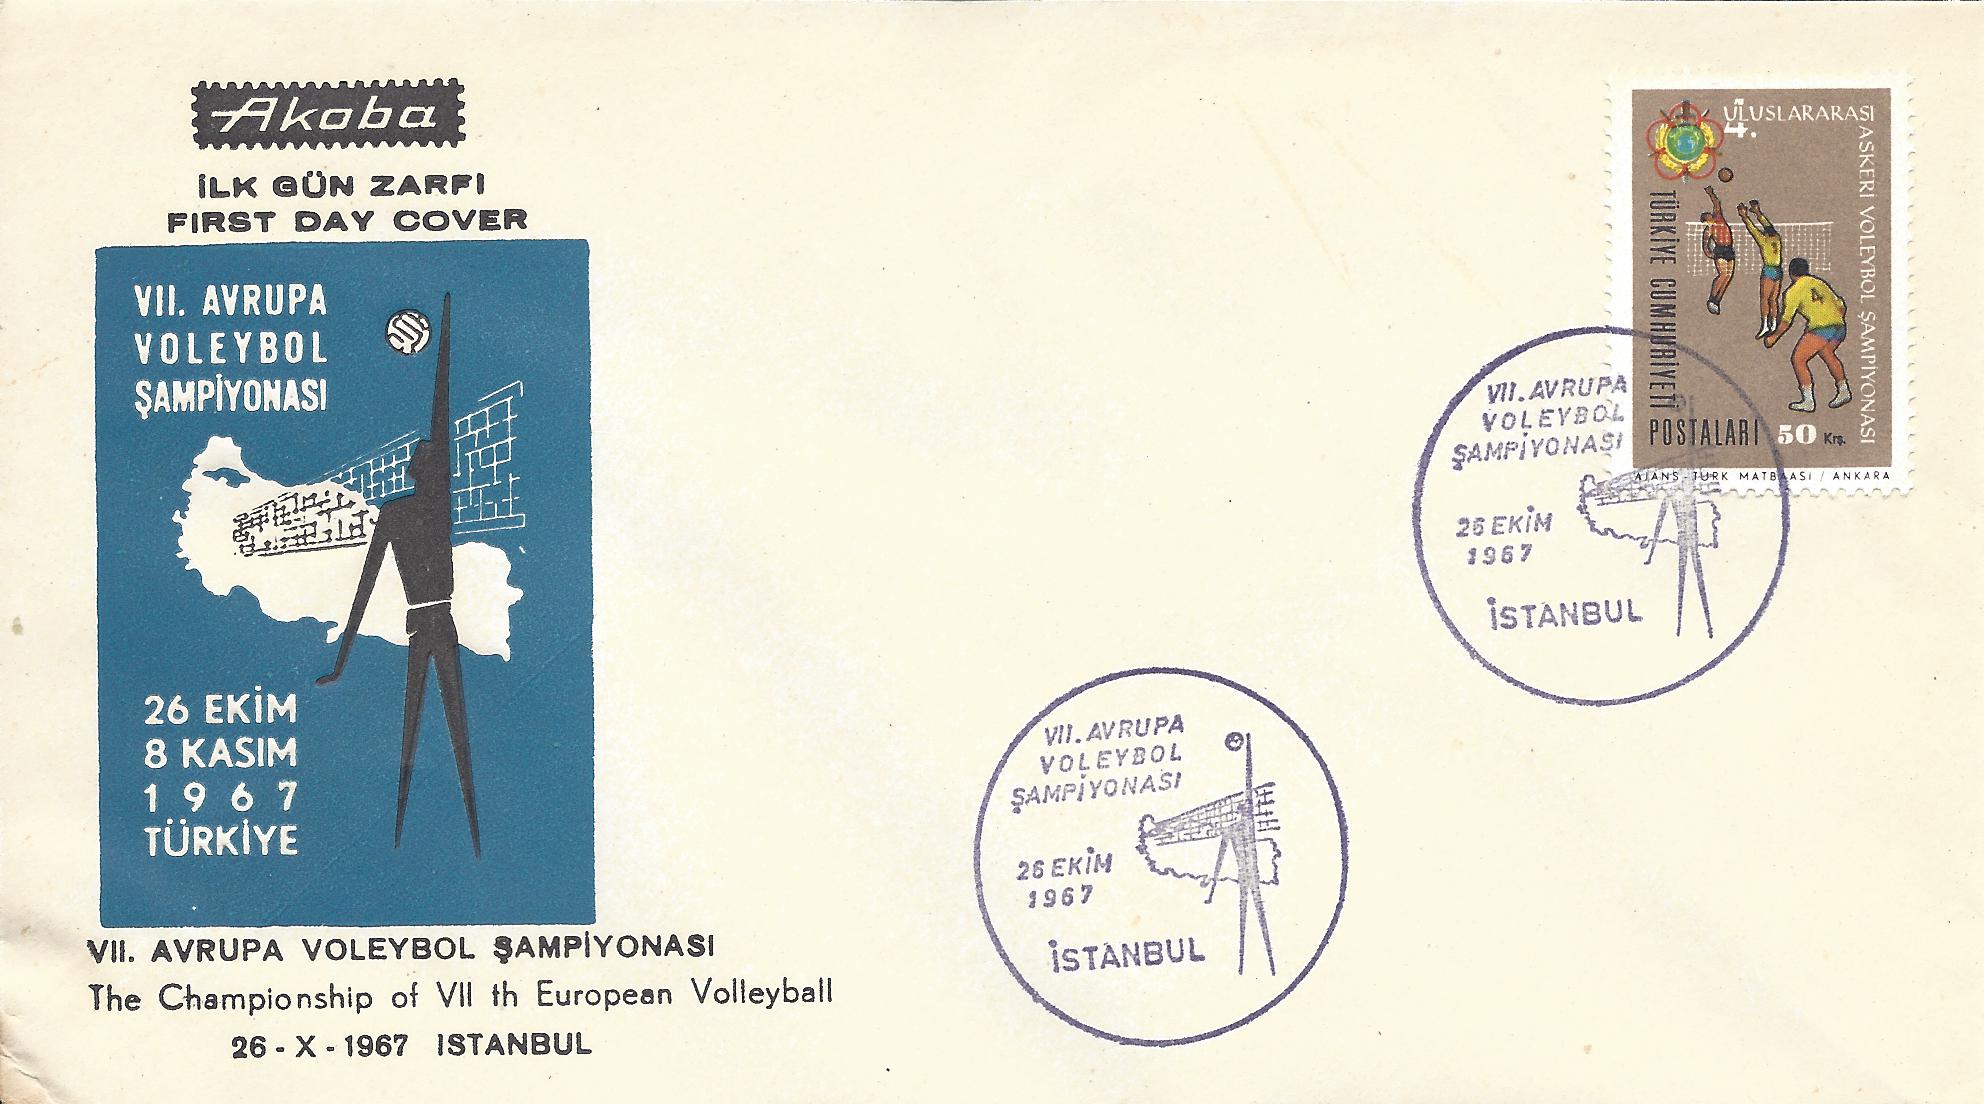 Akoba
İLK GÜN ZARFI
FIRST DAY COVER
VII. AVRUPA
VOLEYBOL
ŞAMPİYONASI
26 EKİM
8 KASIM
1967
TÜRKİYE
VII. AVRUPA VOLEYBOL ŞAMPİYONASI
The Championship of VII th European Volleyball
26 - X - 1967 ISTANBUL
VII. AVRUPA
VOLEYBOL
ŞAMPİYONASI
26 EKİM
1967
İSTANBUL
VII. AVRUPA
VOLEYBOL
ŞAMPİYONASI
26 EKİM
1967
İSTANBUL
4.
ULUSLARARASI
ASKERI VOLEYBOL ŞAMPİYONASI
4
TÜRKİYE CUMHURİYETİ
POSTALARI 50 Krş.
AJANS-TÜRK MATBAASI / ANKARA